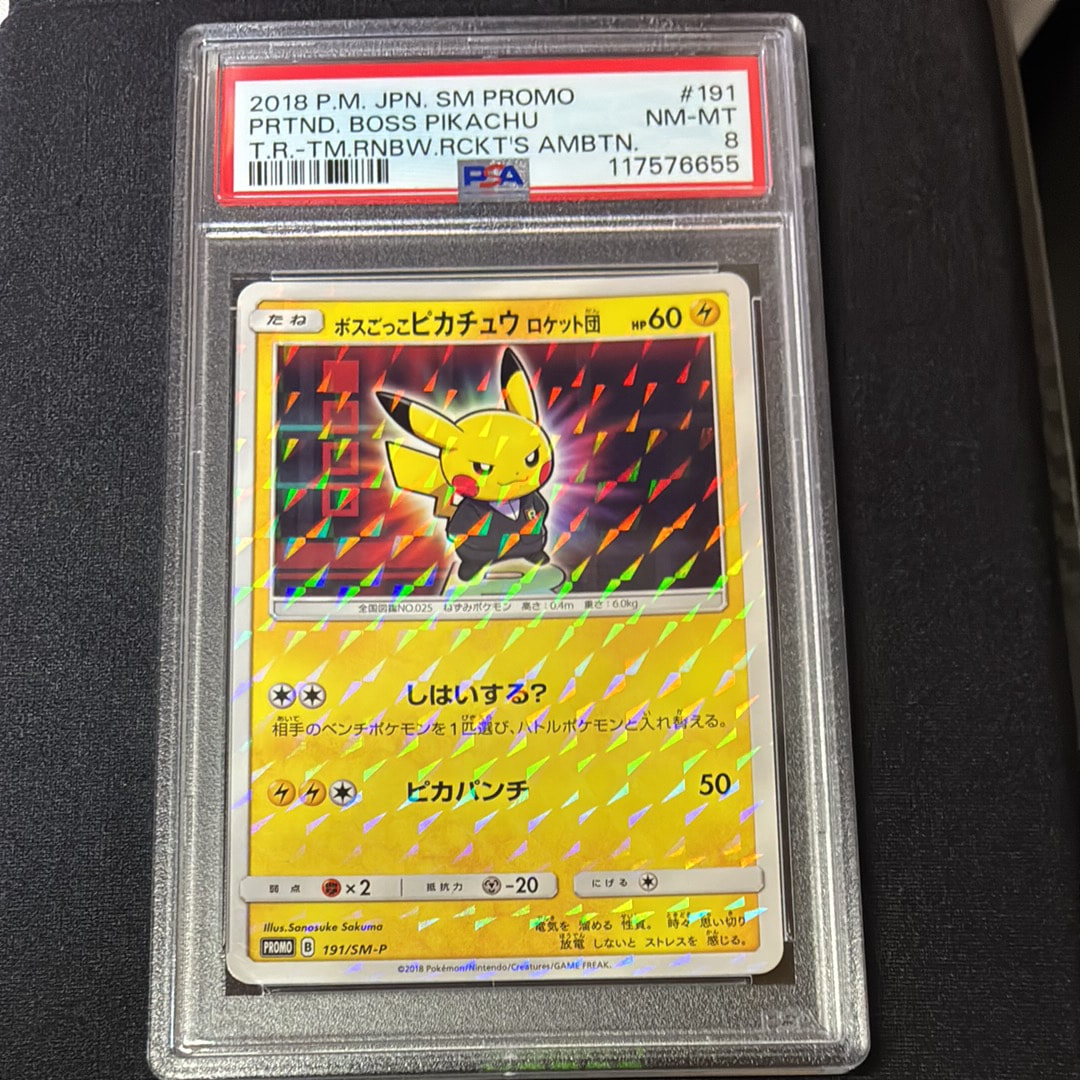 2018 P.M. JPN. SM PROMO #191
PRTND. BOSS PIKACHU NM-MT
T.R.-TM.RNBW.RCKT'S AMBTN. 8
PSA 117576655
たね ボスごっこピカチュウ ロケット団 HP60
R
全国図鑑NO.025 ねずみポケモン 高さ:0.4m 重さ:6.0kg
しはいする?
相手のベンチポケモンを1匹選び、バトルポケモンと入れ替える。
ピカパンチ 50
弱点 ×2 抵抗力 -20 にげる
Illus.Sanosuke Sakuma
電気を 溜める 性質。 時々 思い切り
放電 しないと ストレスを 感じる。
PROMO B 191/SM-P
©2018 Pokémon/Nintendo/Creatures/GAME FREAK.